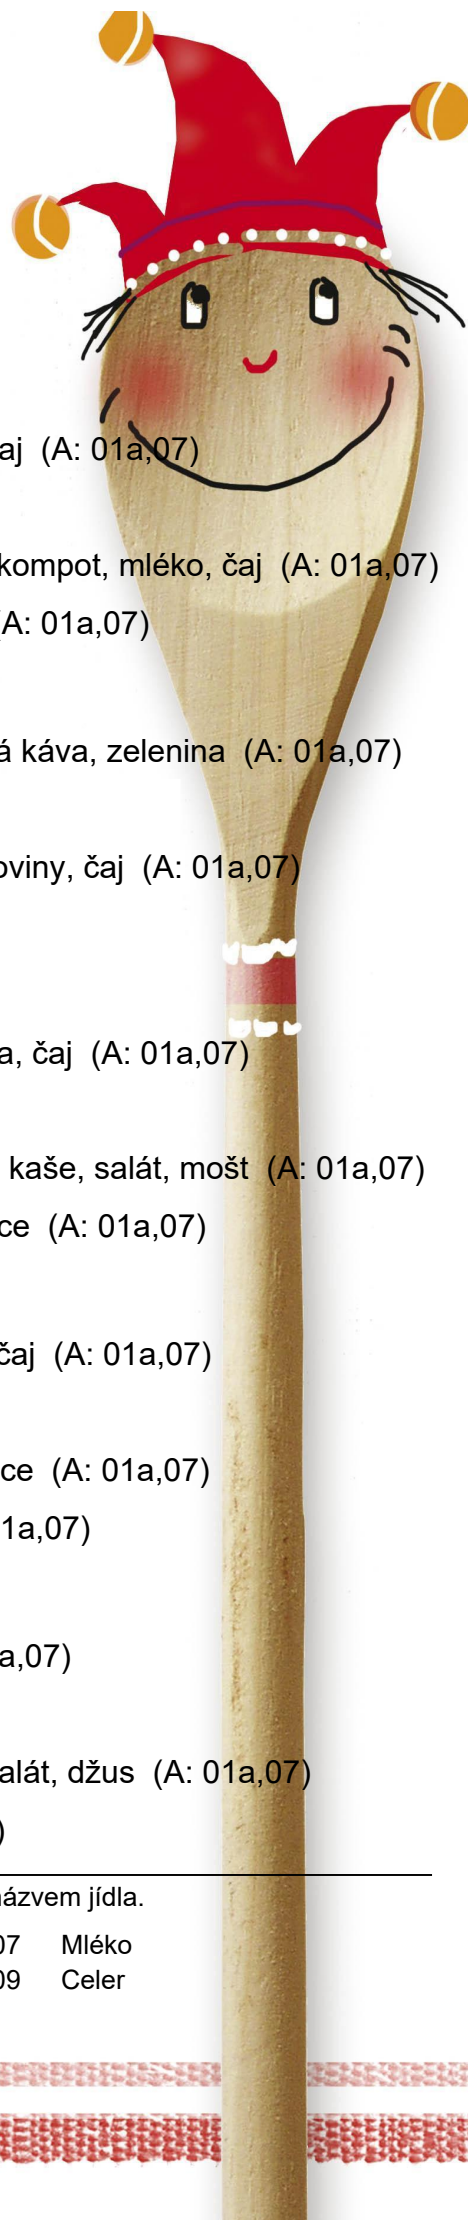 aj (A: 01a,07)
kompot, mléko, čaj (A: 01a,07)
(A: 01a,07)
á káva, zelenina (A: 01a,07)
oviny, čaj (A: 01a,07)
a, čaj (A: 01a,07)
kaše, salát, mošt (A: 01a,07)
ce (A: 01a,07)
čaj (A: 01a,07)
ce (A: 01a,07)
1a,07)
a,07)
alát, džus (A: 01a,07)
)
názvem jídla.
07 Mléko
09 Celer